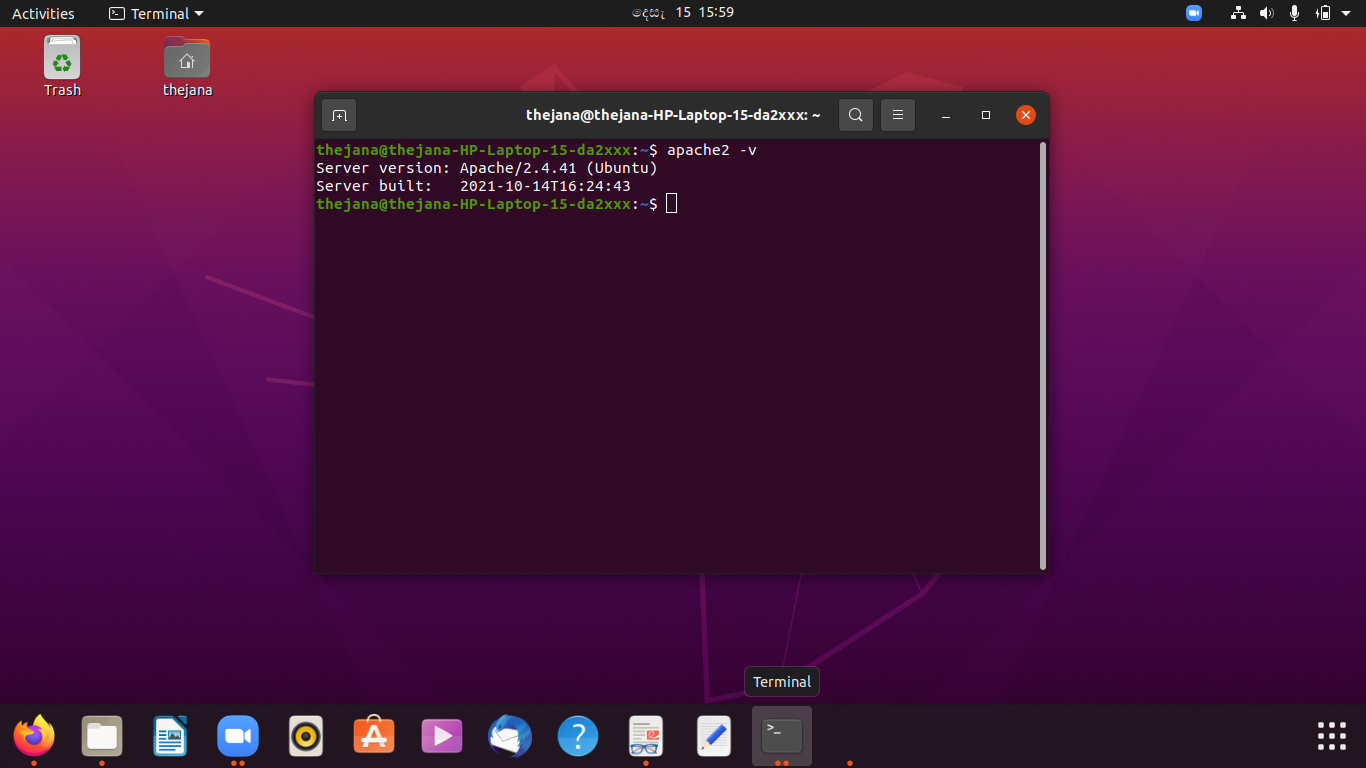 Activities
Terminal
දෙසැ 15 15:59
Trash
thejana
thejana@thejana-HP-Laptop-15-da2xxx: ~
thejana@thejana-HP-Laptop-15-da2xxx:~$ apache2 -v
Server version: Apache/2.4.41 (Ubuntu)
Server built:   2021-10-14T16:24:43
thejana@thejana-HP-Laptop-15-da2xxx:~$
Terminal